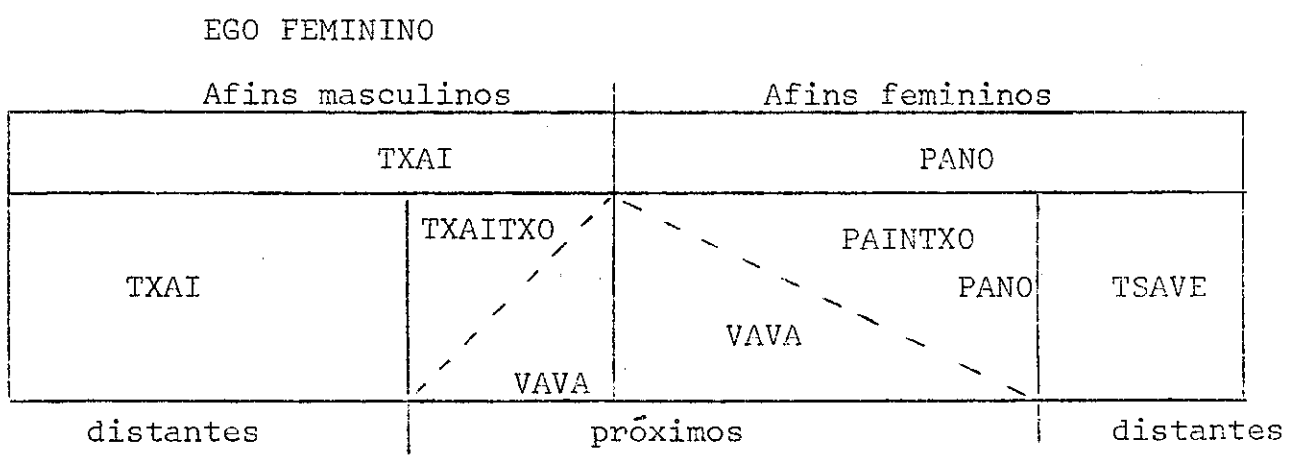 EGO FEMININO
Afins masculinos Afins femininos
TXAI PANO
TXAITXO PAINTXO
TXAI PANO TSAVE
VAVA
VAVA
distantes próximos distantes